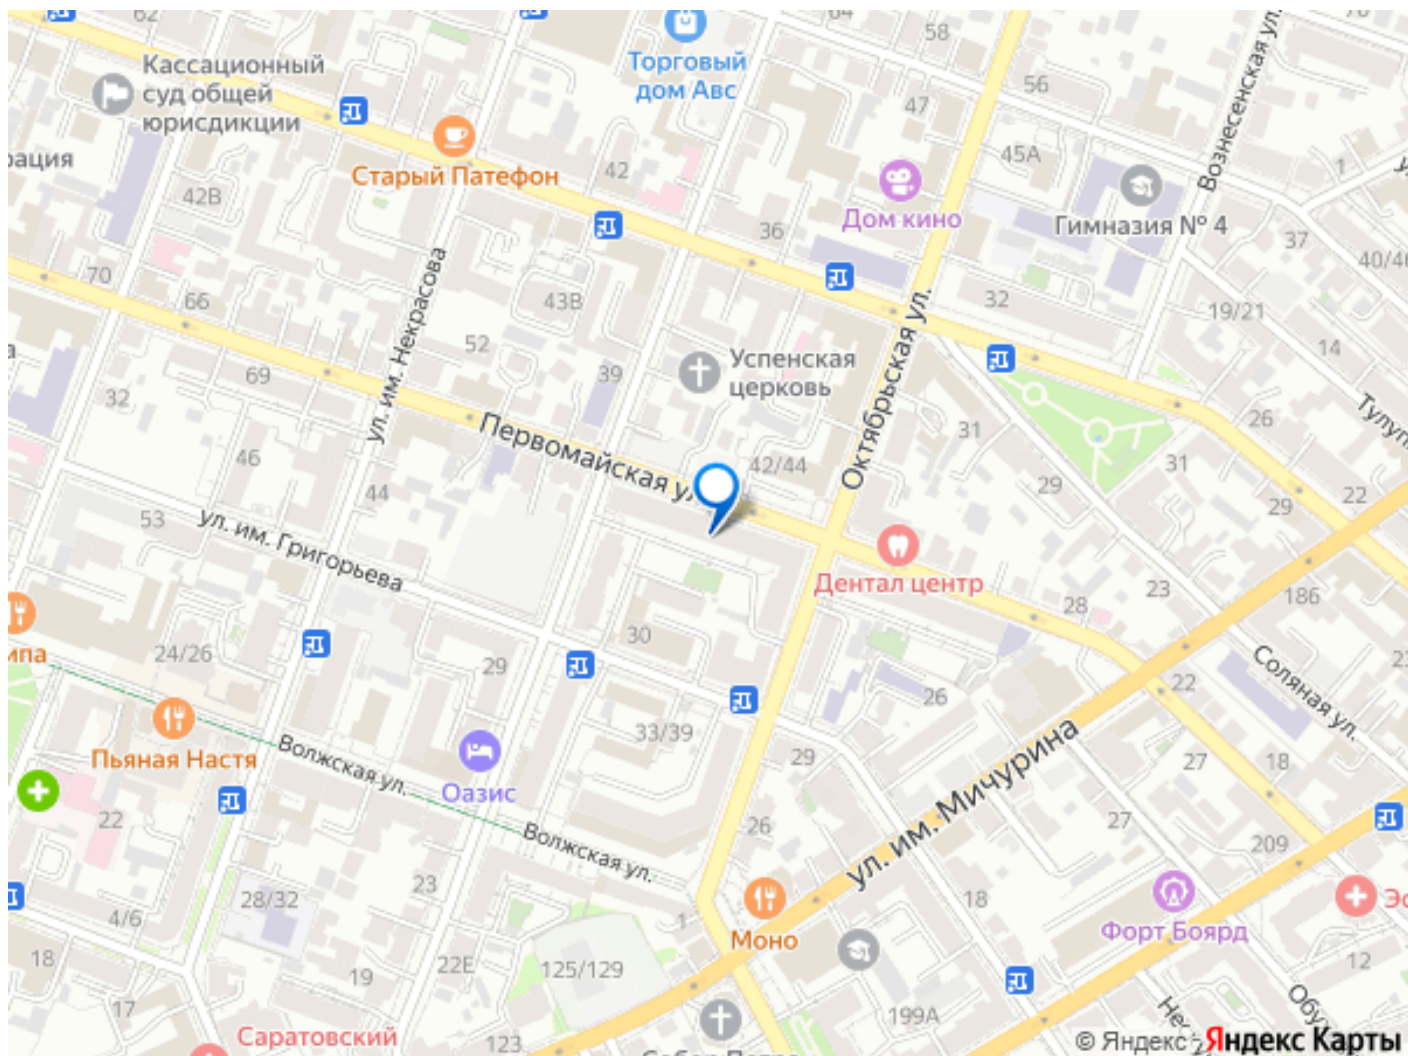 62
64
58
70
Кассационный
суд общей
юрисдикции
Торговый
дом Авс
56
47
45А
Вознесенская ул.
1
рация
42В
Старый Патефон
42
36
Дом кино
Гимназия № 4
37
40/46
70
66
ул. им. Некрасова
43В
52
Октябрьская ул.
32
19/21
14
Успенская
церковь
69
32
39
Первомайская ул.
46
44
42/44
31
26
31
29
29
22
53
ул. им. Григорьева
Дентал центр
23
28
186
30
24/26
29
26
22
Соляная ул.
Пьяная Настя
Волжская ул.
Оазис
33/39
29
27
18
22
ул. им. Мичурина
27
209
26
Волжская ул.
23
28/32
4/6
18
1
Моно
18
Форт Боярд
12
18
19
22Е
125/129
17
199А
Саратовский
123
© Яндекс
Яндекс Карты